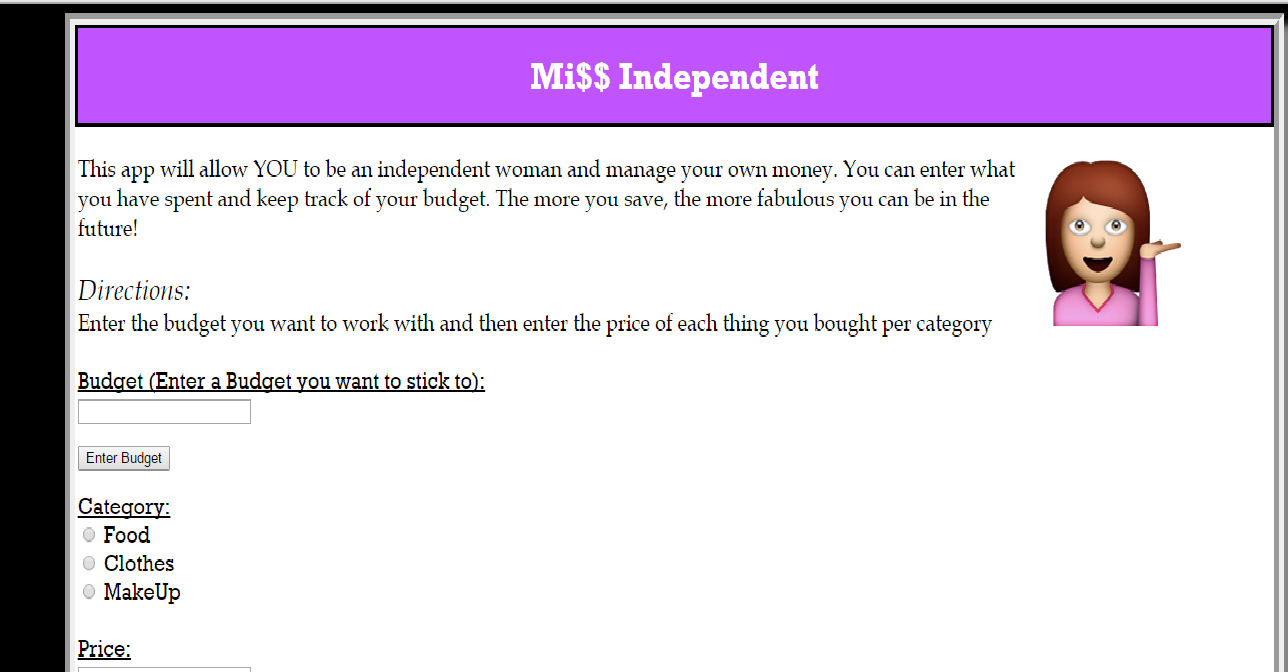 Mi$$ Independent
This app will allow YOU to be an independent woman and manage your own money. You can enter what
you have spent and keep track of your budget. The more you save, the more fabulous you can be in the
future!
Directions:
Enter the budget you want to work with and then enter the price of each thing you bought per category
Budget (Enter a Budget you want to stick to):
Enter Budget
Category:
Food
Clothes
MakeUp
Price: